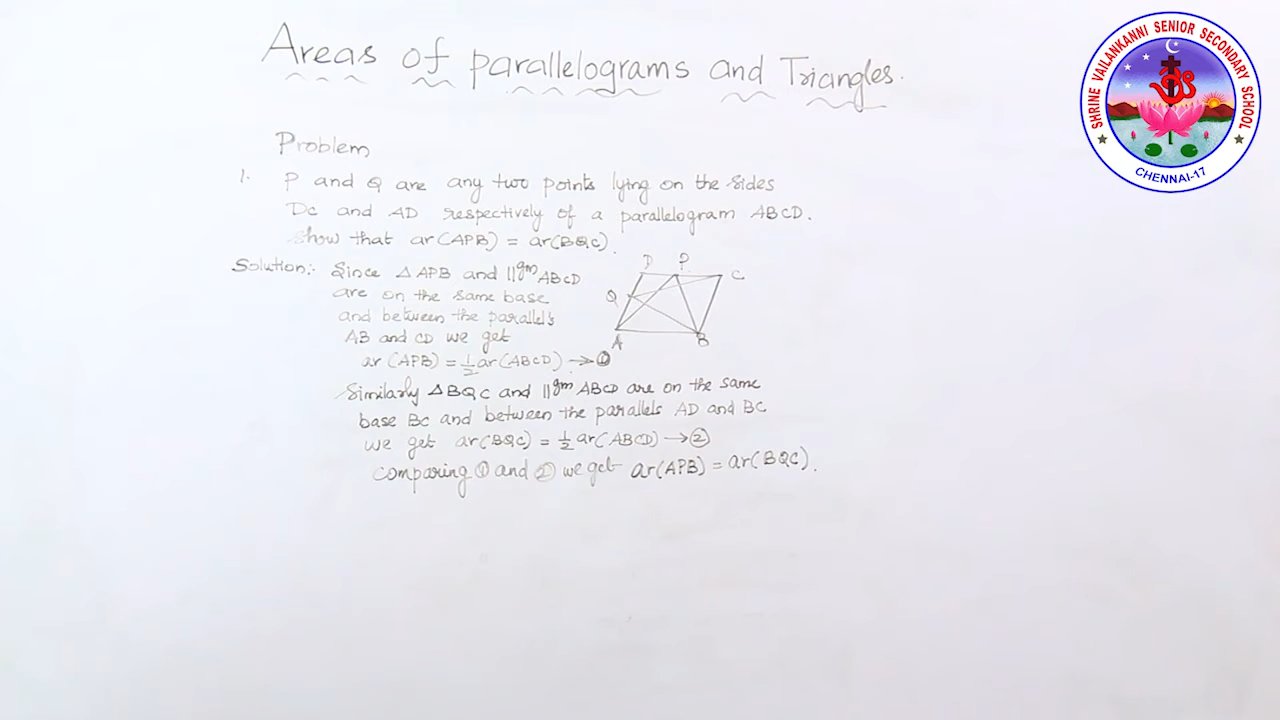 Areas of parallelograms and Triangles.
Problem
1. P and Q are any two points lying on the sides
DC and AD respectively of a parallelogram ABCD.
Show that ar(APB) = ar(BQC).
Solution:- Since △APB and ||gm ABCD
are on the same base
and between the parallels
AB and CD we get
ar (APB) = 1/2 ar(ABCD) → ①
D P C
Q
A B
Similarly △BQC and ||gm ABCD are on the same
base BC and between the parallels AD and BC
we get ar(BQC) = 1/2 ar(ABCD) → ②
comparing ① and ② we get ar(APB) = ar(BQC).
SHRINE VAILANKANNI SENIOR SECONDARY SCHOOL
CHENNAI-17